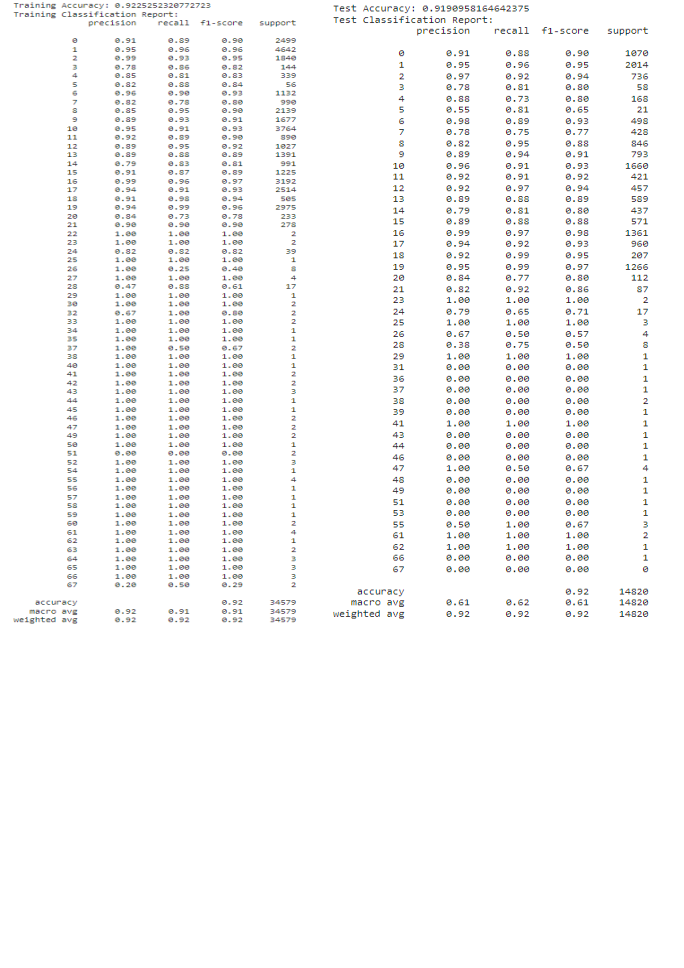 Training Accuracy: 0.9225252320772723
Training Classification Report:
precision recall f1-score support
0 0.91 0.89 0.90 2499
1 0.95 0.96 0.96 4642
2 0.99 0.93 0.95 1840
3 0.78 0.86 0.82 144
4 0.85 0.81 0.83 339
5 0.82 0.88 0.84 56
6 0.96 0.90 0.93 1132
7 0.82 0.78 0.80 990
8 0.85 0.95 0.90 2139
9 0.89 0.93 0.91 1677
10 0.95 0.91 0.93 3764
11 0.92 0.89 0.90 890
12 0.89 0.95 0.92 1027
13 0.89 0.88 0.89 1391
14 0.79 0.83 0.81 991
15 0.91 0.87 0.89 1225
16 0.99 0.96 0.97 3192
17 0.94 0.91 0.93 2514
18 0.91 0.98 0.94 505
19 0.94 0.99 0.96 2975
20 0.84 0.73 0.78 233
21 0.90 0.90 0.90 278
22 1.00 1.00 1.00 2
23 1.00 1.00 1.00 2
24 0.82 0.82 0.82 39
25 1.00 1.00 1.00 1
26 1.00 0.25 0.40 8
27 1.00 1.00 1.00 4
28 0.47 0.88 0.61 17
29 1.00 1.00 1.00 1
30 1.00 1.00 1.00 2
32 0.67 1.00 0.80 2
33 1.00 1.00 1.00 2
34 1.00 1.00 1.00 1
35 1.00 1.00 1.00 1
37 1.00 0.50 0.67 2
38 1.00 1.00 1.00 1
40 1.00 1.00 1.00 1
41 1.00 1.00 1.00 2
42 1.00 1.00 1.00 2
43 1.00 1.00 1.00 3
44 1.00 1.00 1.00 1
45 1.00 1.00 1.00 1
46 1.00 1.00 1.00 2
47 1.00 1.00 1.00 2
49 1.00 1.00 1.00 2
50 1.00 1.00 1.00 1
51 0.00 0.00 0.00 2
52 1.00 1.00 1.00 3
54 1.00 1.00 1.00 1
55 1.00 1.00 1.00 4
56 1.00 1.00 1.00 1
57 1.00 1.00 1.00 1
58 1.00 1.00 1.00 1
59 1.00 1.00 1.00 1
60 1.00 1.00 1.00 2
61 1.00 1.00 1.00 4
62 1.00 1.00 1.00 1
63 1.00 1.00 1.00 2
64 1.00 1.00 1.00 3
65 1.00 1.00 1.00 3
66 1.00 1.00 1.00 3
67 0.20 0.50 0.29 2
accuracy 0.92 34579
macro avg 0.92 0.91 0.91 34579
weighted avg 0.92 0.92 0.92 34579
Test Accuracy: 0.9190958164642375
Test Classification Report:
precision recall f1-score support
0 0.91 0.88 0.90 1070
1 0.95 0.96 0.95 2014
2 0.97 0.92 0.94 736
3 0.78 0.81 0.80 58
4 0.88 0.73 0.80 168
5 0.55 0.81 0.65 21
6 0.98 0.89 0.93 498
7 0.78 0.75 0.77 428
8 0.82 0.95 0.88 846
9 0.89 0.94 0.91 793
10 0.96 0.91 0.93 1660
11 0.92 0.91 0.92 421
12 0.92 0.97 0.94 457
13 0.89 0.88 0.89 589
14 0.79 0.81 0.80 437
15 0.89 0.88 0.88 571
16 0.99 0.97 0.98 1361
17 0.94 0.92 0.93 960
18 0.92 0.99 0.95 207
19 0.95 0.99 0.97 1266
20 0.84 0.77 0.80 112
21 0.82 0.92 0.86 87
23 1.00 1.00 1.00 2
24 0.79 0.65 0.71 17
25 1.00 1.00 1.00 3
26 0.67 0.50 0.57 4
28 0.38 0.75 0.50 8
29 1.00 1.00 1.00 1
31 0.00 0.00 0.00 1
36 0.00 0.00 0.00 1
37 0.00 0.00 0.00 1
38 0.00 0.00 0.00 2
39 0.00 0.00 0.00 1
41 1.00 1.00 1.00 1
43 0.00 0.00 0.00 1
44 0.00 0.00 0.00 1
46 0.00 0.00 0.00 1
47 1.00 0.50 0.67 4
48 0.00 0.00 0.00 1
49 0.00 0.00 0.00 1
51 0.00 0.00 0.00 1
53 0.00 0.00 0.00 1
55 0.50 1.00 0.67 3
61 1.00 1.00 1.00 2
62 1.00 1.00 1.00 1
66 0.00 0.00 0.00 1
67 0.00 0.00 0.00 0
accuracy 0.92 14820
macro avg 0.61 0.62 0.61 14820
weighted avg 0.92 0.92 0.92 14820